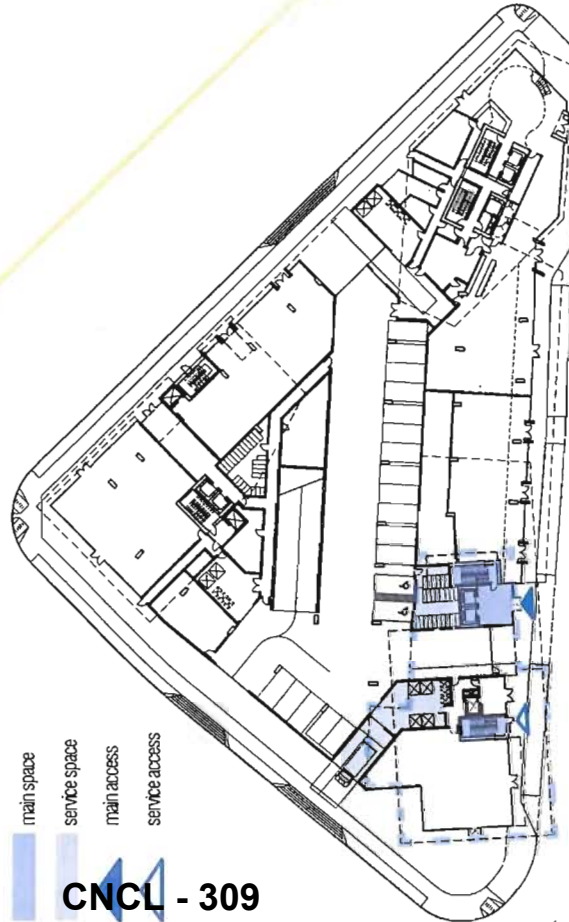 main space
service space
main access
service access
CNCL - 309